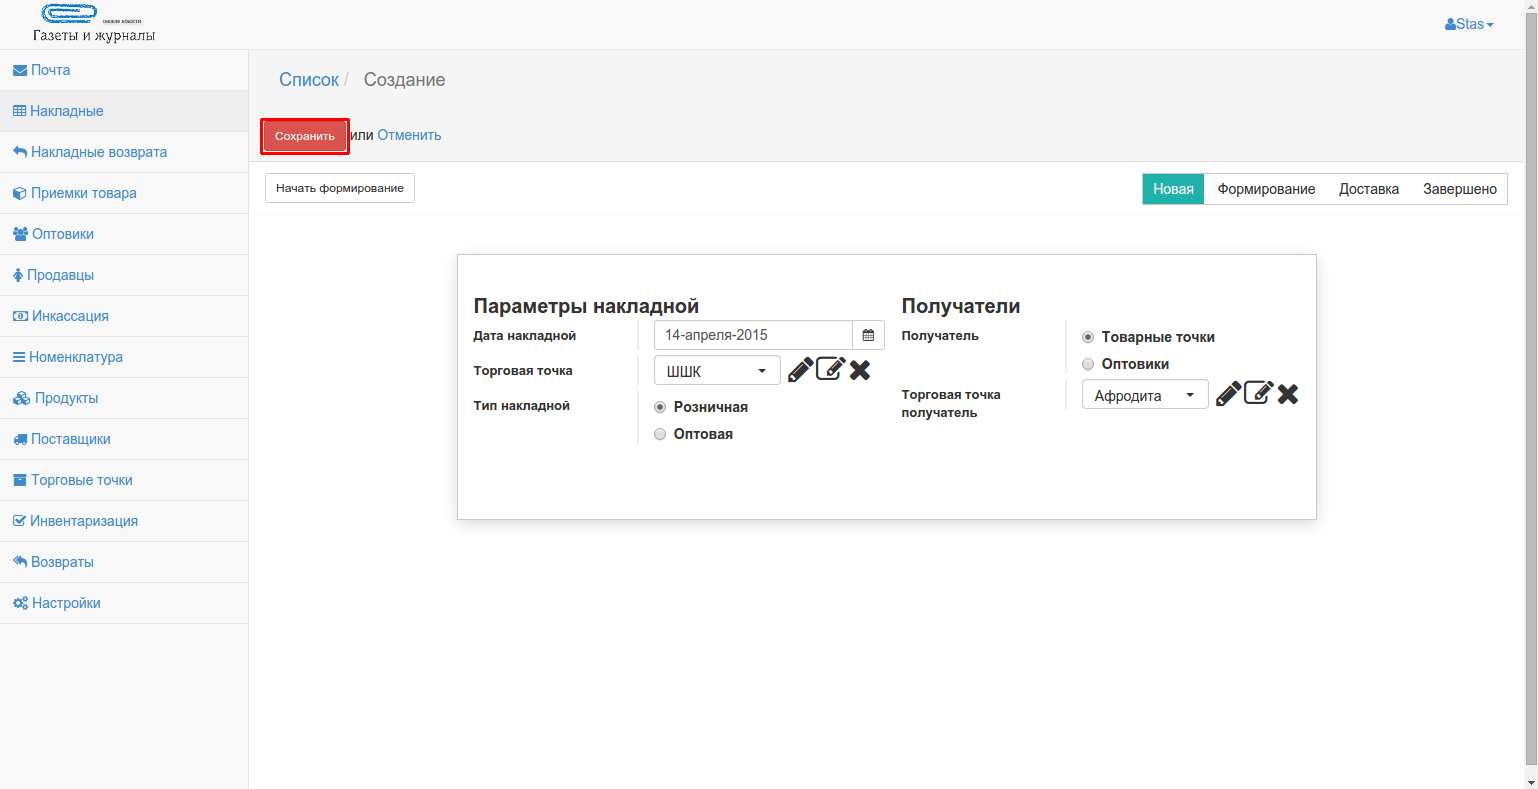 свежие новости
Газеты и журналы
Stas
Почта
Накладные
Накладные возврата
Приемки товара
Оптовики
Продавцы
Инкассация
Номенклатура
Продукты
Поставщики
Торговые точки
Инвентаризация
Возвраты
Настройки
Список / Создание
Сохранить или Отменить
Начать формирование
Новая Формирование Доставка Завершено
Параметры накладной
Дата накладной 14-апреля-2015
Торговая точка ШШК
Тип накладной Розничная
Оптовая
Получатели
Получатель Товарные точки
Оптовики
Торговая точка
получатель Афродита